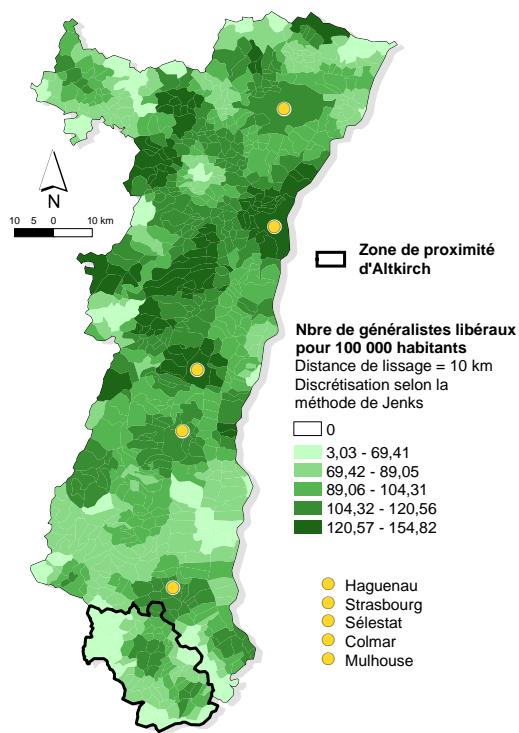 N
10 5 0 10 km
Zone de proximité
d'Altkirch
Nbre de généralistes libéraux
pour 100 000 habitants
Distance de lissage = 10 km
Discrétisation selon la
méthode de Jenks
0
3,03 - 69,41
69,42 - 89,05
89,06 - 104,31
104,32 - 120,56
120,57 - 154,82
Haguenau
Strasbourg
Sélestat
Colmar
Mulhouse